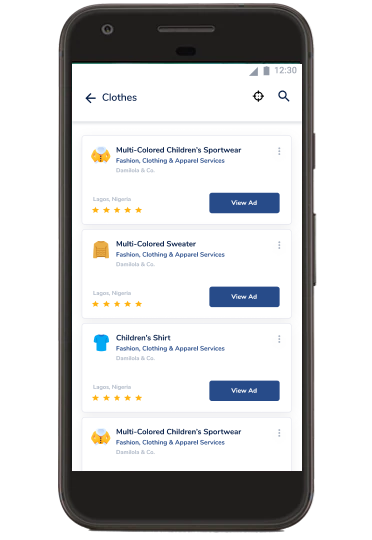 12:30
Clothes
Multi-Colored Children's Sportwear
Fashion, Clothing & Apparel Services
Damilola & Co.
Lagos, Nigeria
View Ad
Multi-Colored Sweater
Fashion, Clothing & Apparel Services
Damilola & Co.
Lagos, Nigeria
View Ad
Children's Shirt
Fashion, Clothing & Apparel Services
Damilola & Co.
Lagos, Nigeria
View Ad
Multi-Colored Children's Sportwear
Fashion, Clothing & Apparel Services
Damilola & Co.